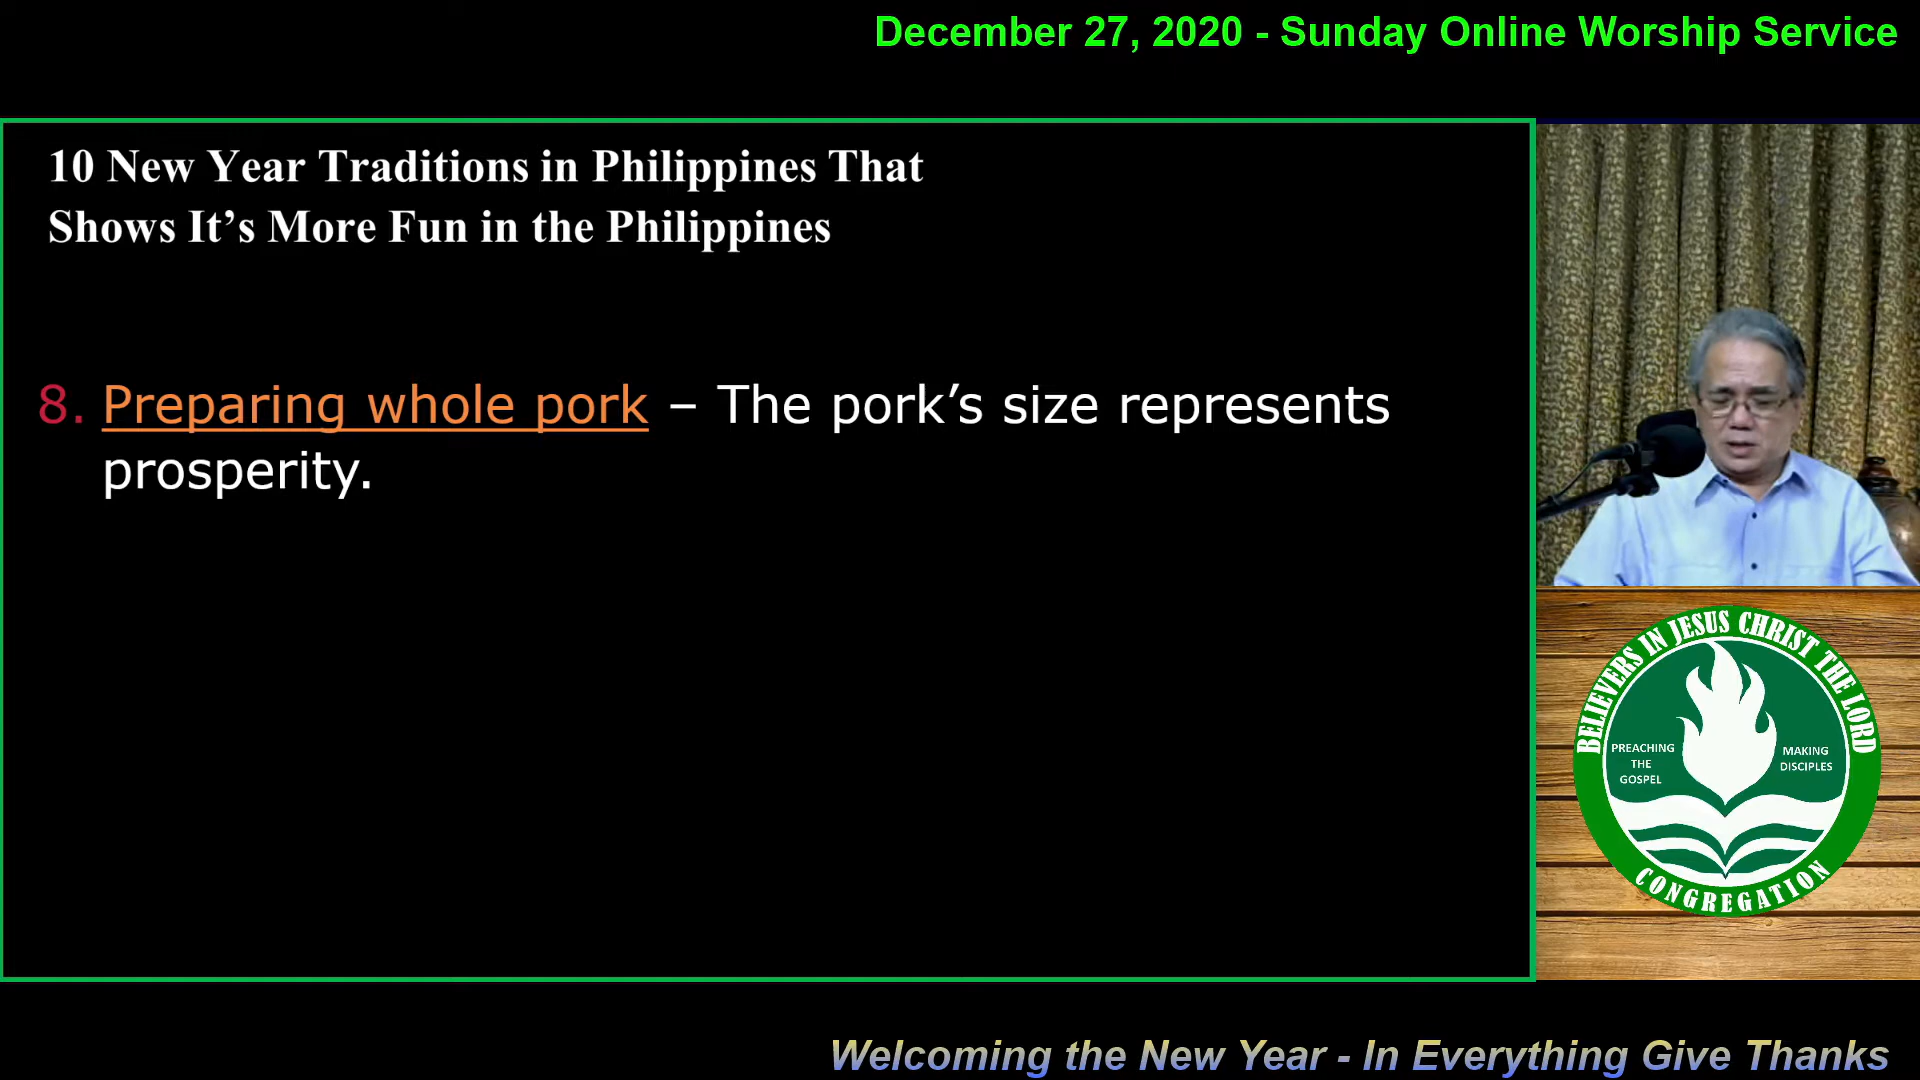 December 27, 2020 - Sunday Online Worship Service
10 New Year Traditions in Philippines That
Shows It’s More Fun in the Philippines
8. Preparing whole pork – The pork’s size represents
prosperity.
BELIEVERS IN JESUS CHRIST THE LORD
PREACHING
THE
GOSPEL
MAKING
DISCIPLES
CONGREGATION
Welcoming the New Year - In Everything Give Thanks